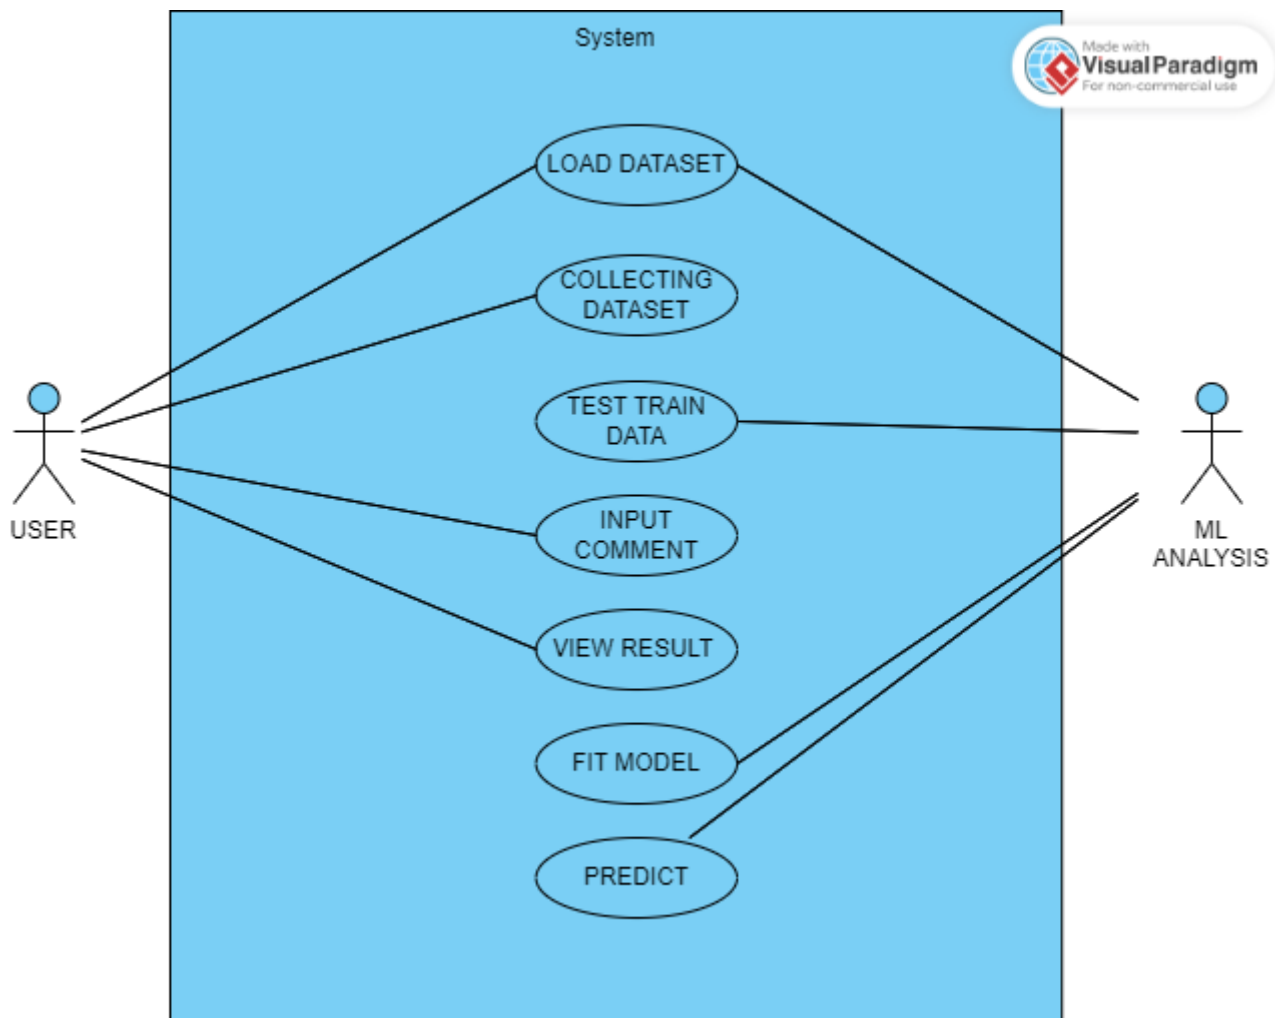 System
Made with
Visual Paradigm
For non-commercial use
LOAD DATASET
COLLECTING
DATASET
TEST TRAIN
DATA
INPUT
COMMENT
VIEW RESULT
FIT MODEL
PREDICT
USER
ML
ANALYSIS